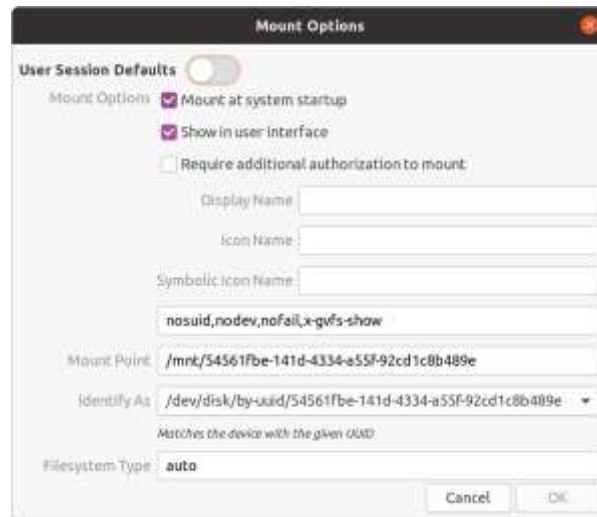 Mount Options
User Session Defaults
Mount Options Mount at system startup
Show in user interface
Require additional authorization to mount
Display Name
Icon Name
Symbolic Icon Name
nosuid,nodev,nofail,x-gvfs-show
Mount Point /mnt/54561fbe-141d-4334-a55f-92cd1c8b489e
Identify As /dev/disk/by-uuid/54561fbe-141d-4334-a55f-92cd1c8b489e
Matches the device with the given UUID
Filesystem Type auto
Cancel OK